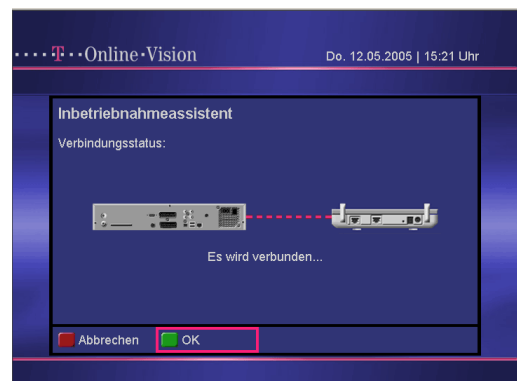 ····T··Online·Vision
Do. 12.05.2005 | 15:21 Uhr
Inbetriebnahmeassistent
Verbindungsstatus:
Es wird verbunden...
Abbrechen
OK